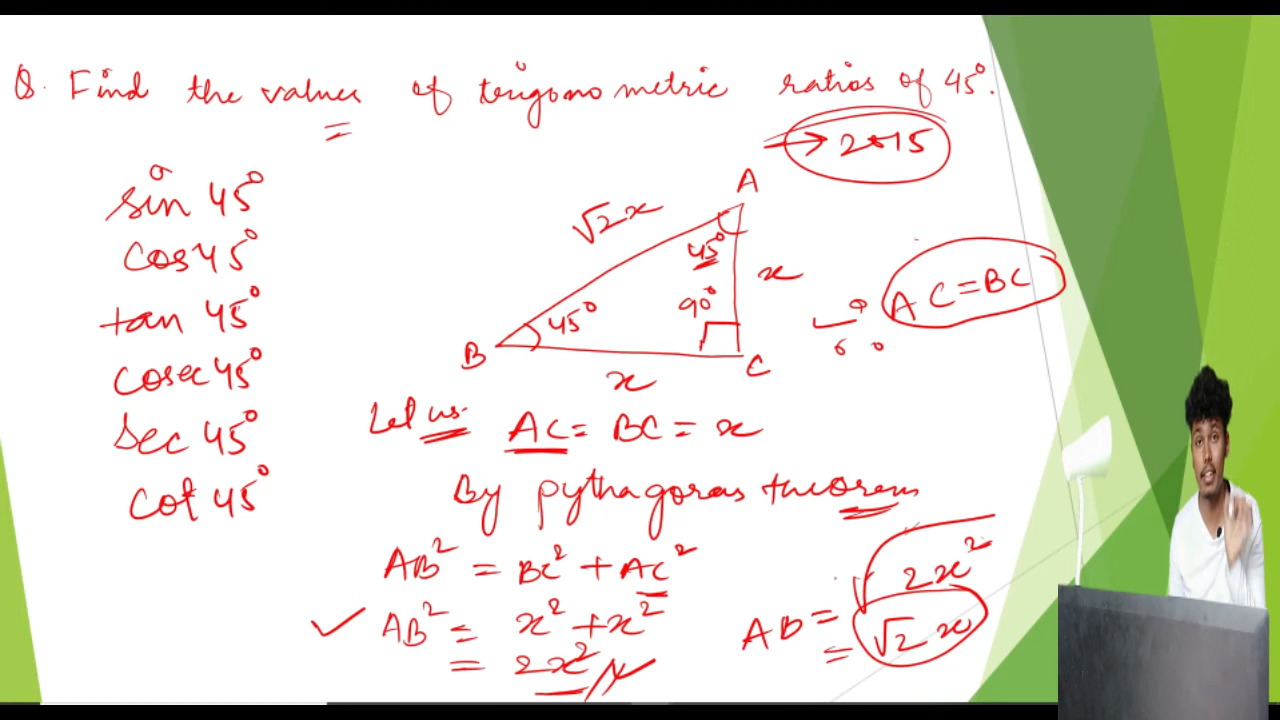 Q. Find the values of trigonometric ratios of 45°.
→ 2015
sin 45°
cos 45°
tan 45°
cosec 45°
sec 45°
cot 45°
A
√2x
45°
x
90°
45°
B
C
x
AC = BC
Let us. AC = BC = x
By pythagoras theorem
AB² = BC² + AC²
AB² = x² + x²
= 2x²
AB = √2x²
= √2 x